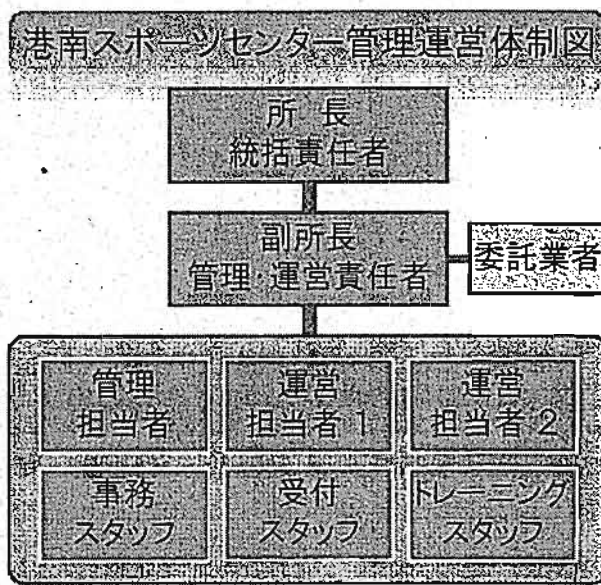 港南スポーツセンター管理運営体制図
所 長
統括責任者
副所長
管理・運営責任者
委託業者
管理
担当者
運営
担当者 1
運営
担当者 2
事務
スタッフ
受付
スタッフ
トレーニング
スタッフ